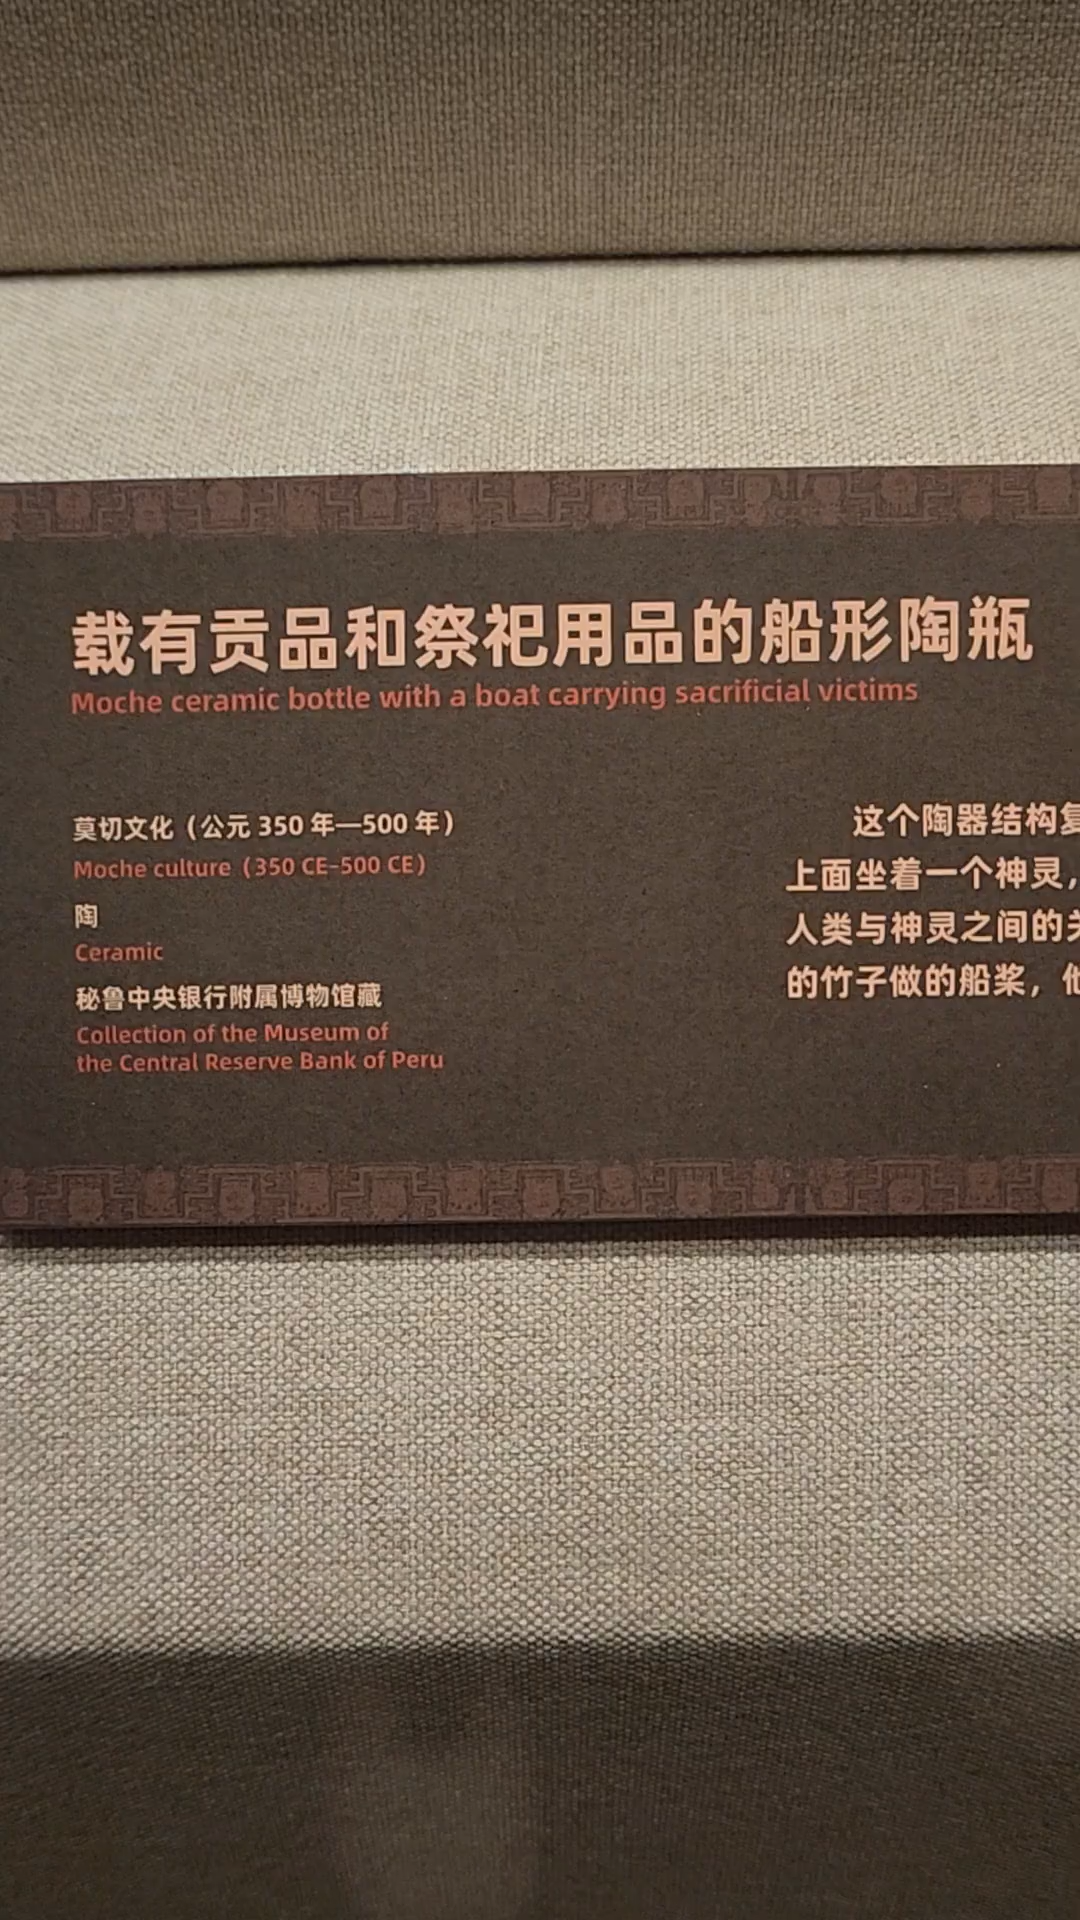 载有贡品和祭祀用品的船形陶瓶
Moche ceramic bottle with a boat carrying sacrificial victims
莫切文化（公元 350 年—500 年）
Moche culture（350 CE–500 CE）
陶
Ceramic
秘鲁中央银行附属博物馆藏
Collection of the Museum of
the Central Reserve Bank of Peru
这个陶器结构
上面坐着一个神灵，
人类与神灵之间的
的竹子做的船桨，